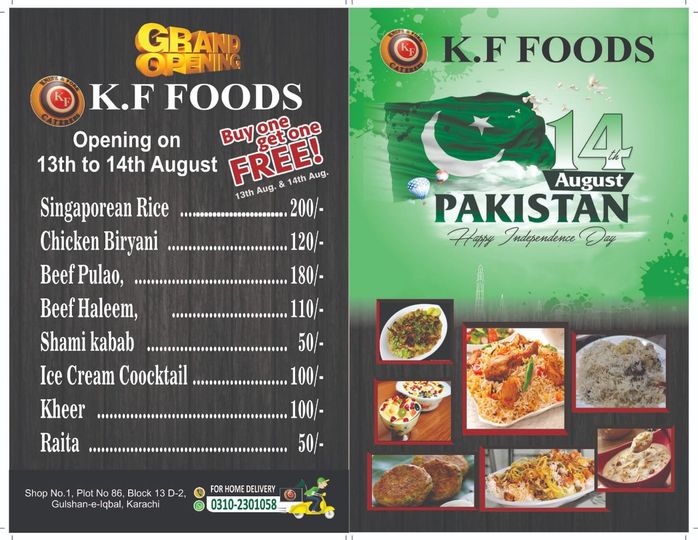 GRAND
OPENING
K.F FOODS
KF
Opening on
13th to 14th August
Buy one
get one
FREE!
13th Aug. & 14th Aug.
Singaporean Rice ............................ 200/-
Chicken Biryani ............................ 120/-
Beef Pulao, ............................ 180/-
Beef Haleem, ............................ 110/-
Shami kabab ............................ 50/-
Ice Cream Coocktail ............................ 100/-
Kheer ............................ 100/-
Raita ............................ 50/-
Shop No.1, Plot No 86, Block 13 D-2,
Gulshan-e-Iqbal, Karachi
FOR HOME DELIVERY
0310-2301058
KF
K.F FOODS
14th
August
PAKISTAN
Happy Independence Day